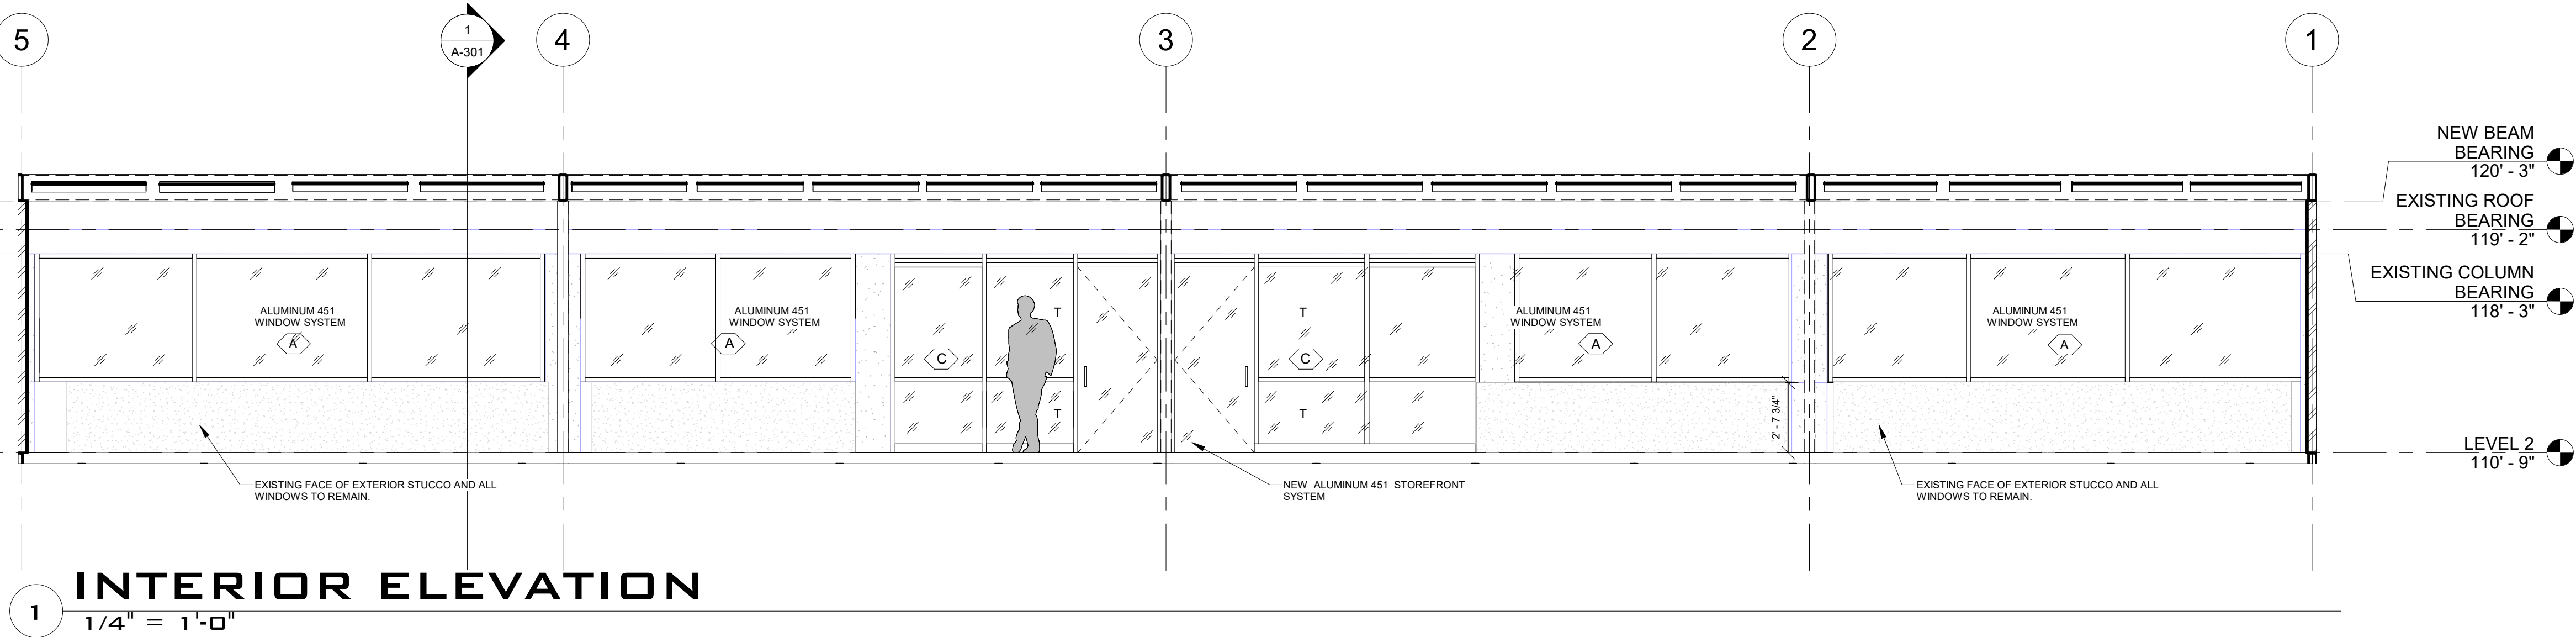 5
1
A-301
4
3
2
1
NEW BEAM
BEARING
120' - 3"
EXISTING ROOF
BEARING
119' - 2"
EXISTING COLUMN
BEARING
118' - 3"
LEVEL 2
110' - 9"
ALUMINUM 451
WINDOW SYSTEM
A
ALUMINUM 451
WINDOW SYSTEM
A
C
T
T
T
C
T
ALUMINUM 451
WINDOW SYSTEM
A
2' - 7 3/4"
ALUMINUM 451
WINDOW SYSTEM
A
EXISTING FACE OF EXTERIOR STUCCO AND ALL
WINDOWS TO REMAIN.
NEW ALUMINUM 451 STOREFRONT
SYSTEM
EXISTING FACE OF EXTERIOR STUCCO AND ALL
WINDOWS TO REMAIN.
1
INTERIOR ELEVATION
1/4" = 1'-0"